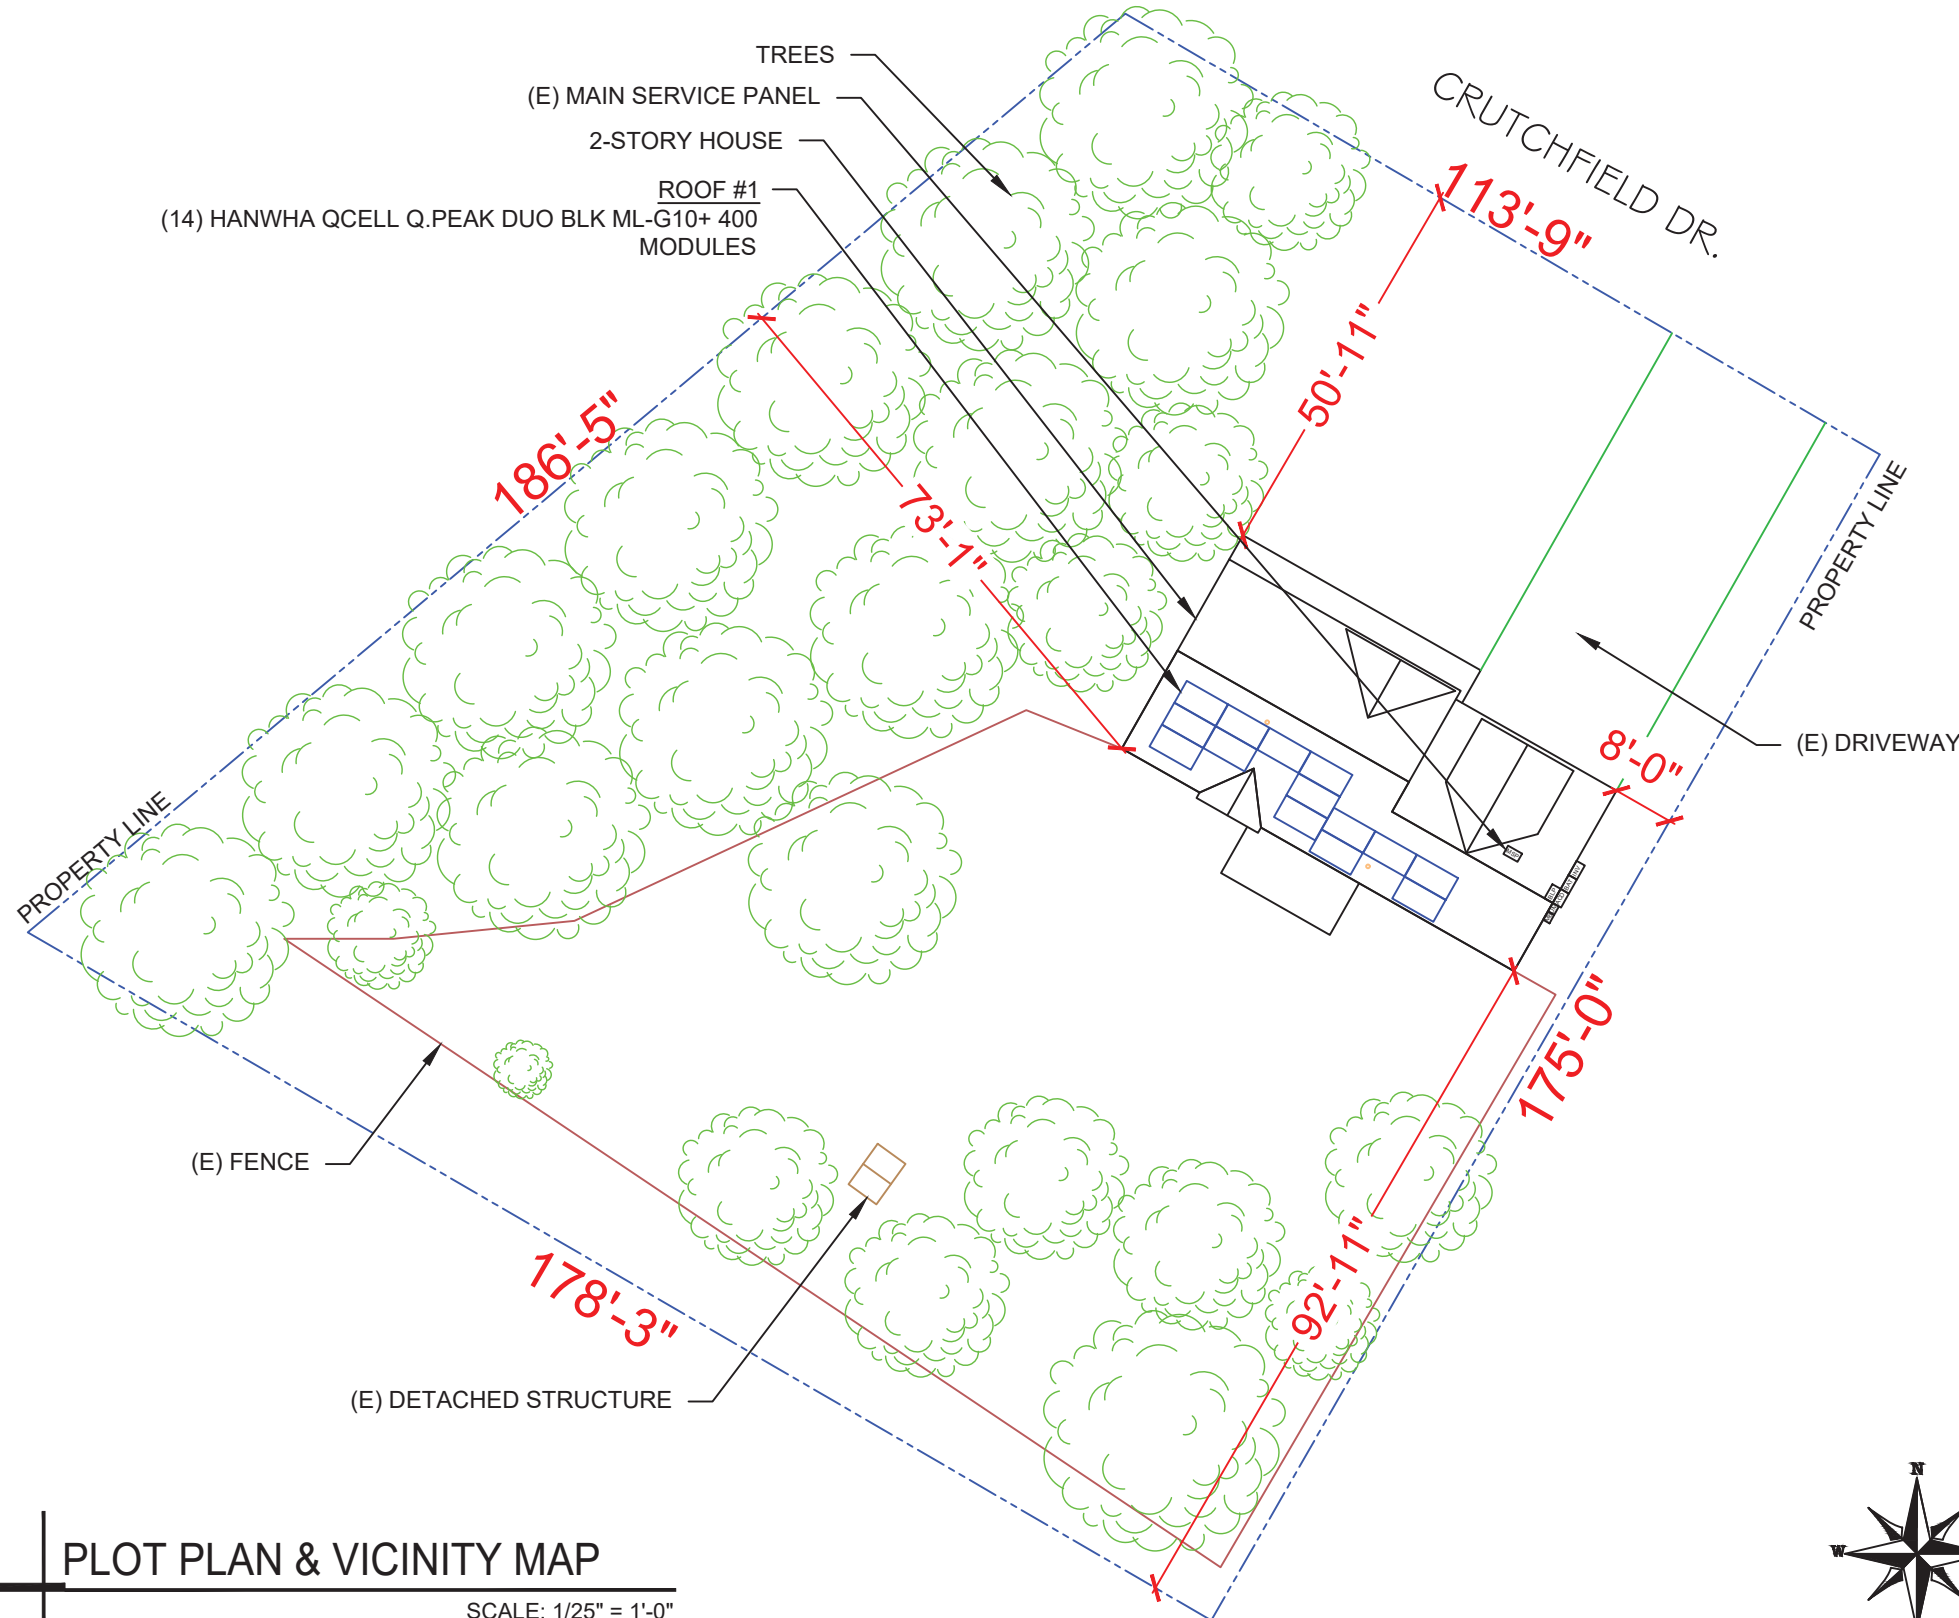 TREES
(E) MAIN SERVICE PANEL
2-STORY HOUSE
ROOF #1
(14) HANWHA QCELL Q.PEAK DUO BLK ML-G10+ 400
MODULES
CRUTCHFIELD DR.
113'-9"
50'-11"
186'-5"
73'-1"
PROPERTY LINE
8'-0"
(E) DRIVEWAY
PROPERTY LINE
MSP
175'-0"
(E) FENCE
92'-11"
178'-3"
(E) DETACHED STRUCTURE
N
W
PLOT PLAN & VICINITY MAP
SCALE: 1/25" = 1'-0"